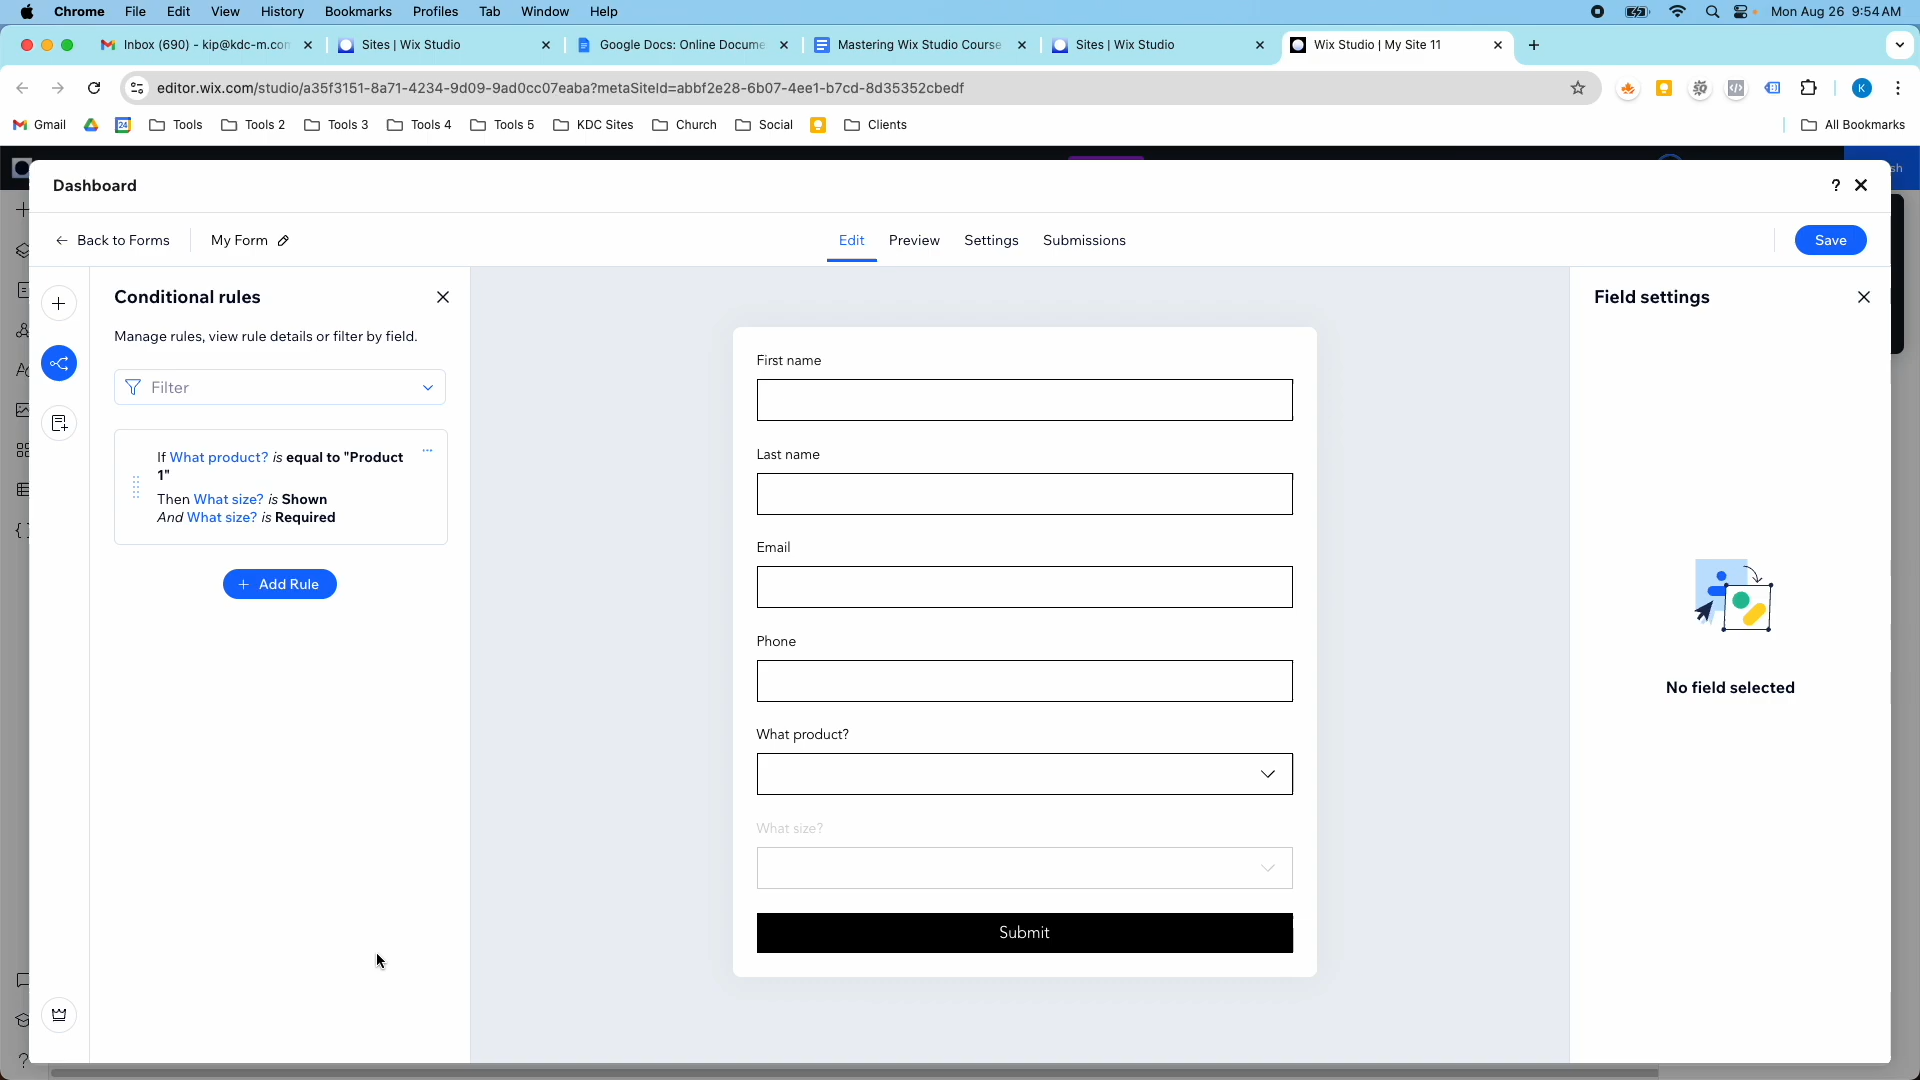 Chrome File Edit View History Bookmarks Profiles Tab Window Help Mon Aug 26 9:54 AM
Inbox (690) - kip@kdc-m.con Sites | Wix Studio Google Docs: Online Docume Mastering Wix Studio Course Sites | Wix Studio Wix Studio | My Site 11
editor.wix.com/studio/a35f3151-8a71-4234-9d09-9ad0cc07eaba?metaSiteId=abbf2e28-6b07-4ee1-b7cd-8d35352cbedf K
Gmail 24 Tools Tools 2 Tools 3 Tools 4 Tools 5 KDC Sites Church Social Clients All Bookmarks
Dashboard ?
Back to Forms My Form Edit Preview Settings Submissions Save
Conditional rules
Manage rules, view rule details or filter by field.
Filter
If What product? is equal to "Product
1"
Then What size? is Shown
And What size? is Required
+ Add Rule
First name
Last name
Email
Phone
What product?
What size?
Submit
Field settings
No field selected